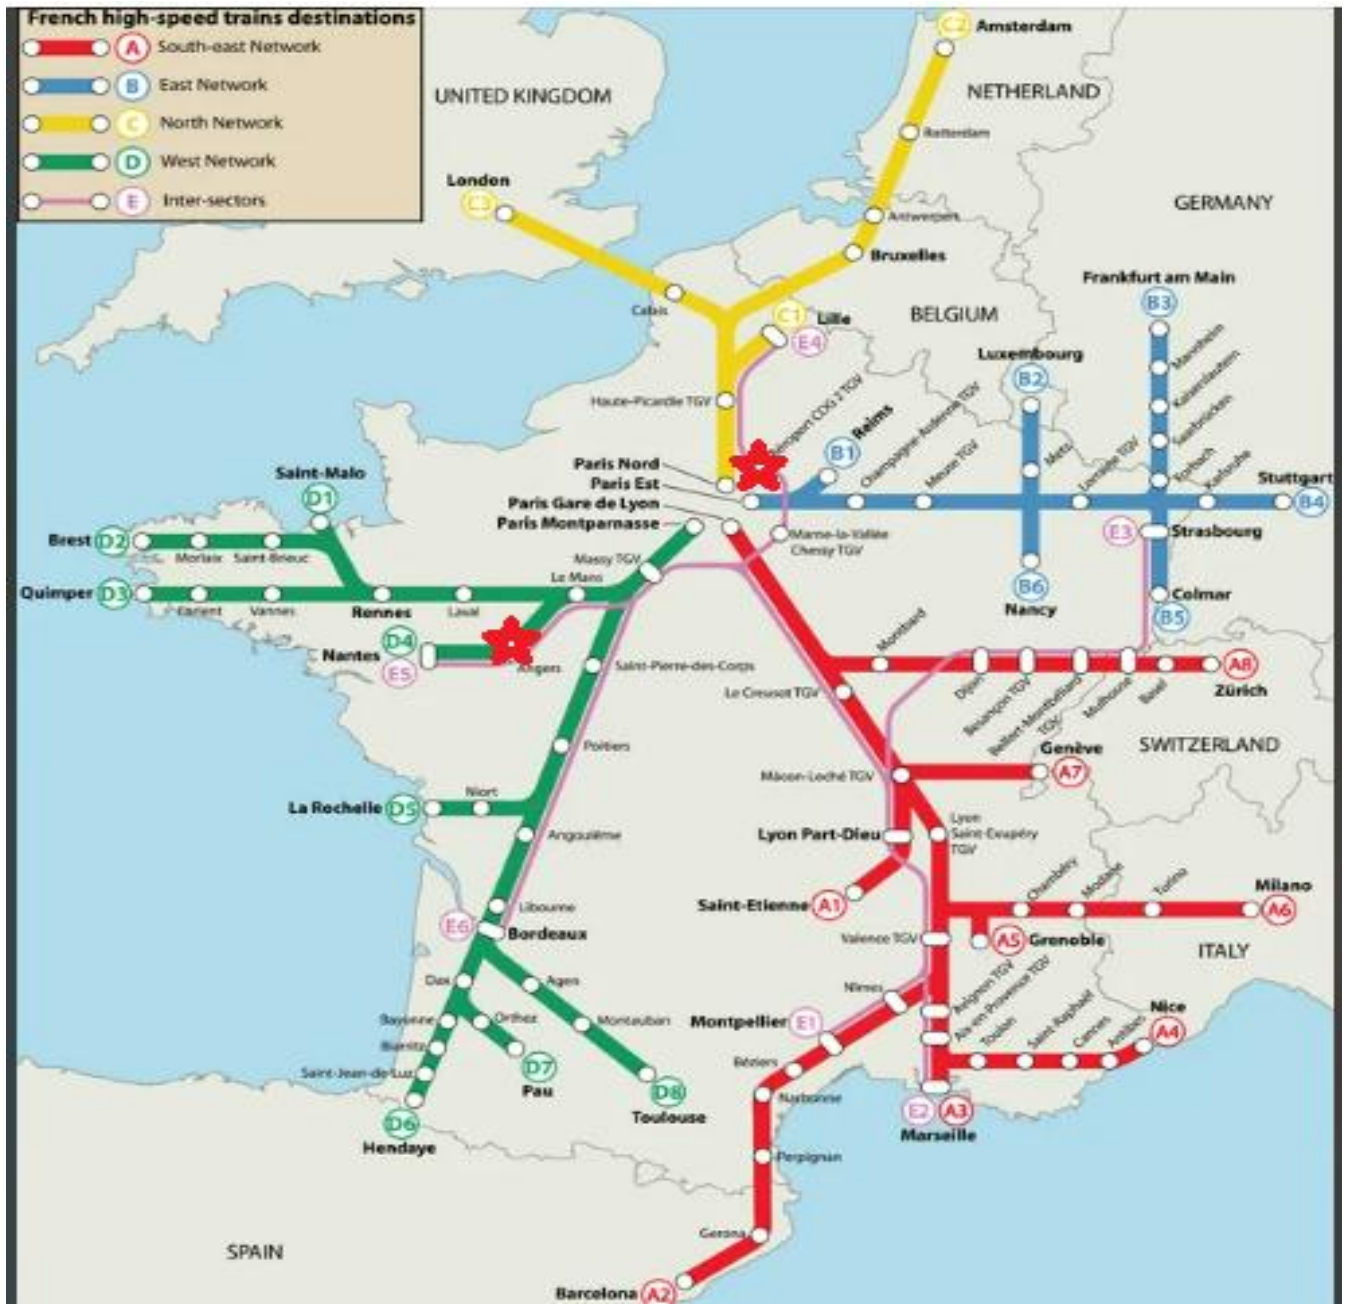 French high-speed trains destinations
A South-east Network
B East Network
C North Network
D West Network
E Inter-sectors
UNITED KINGDOM
C2 Amsterdam
NETHERLAND
Rotterdam
London
C3
GERMANY
Antwerpen
Bruxelles
Frankfurt am Main
B3
Calais
C1 Lille
E4
BELGIUM
Luxembourg
B2
Mannheim
Kaiserslautern
Saarbrücken
Forbach
Karlsruhe
Haute-Picardie TGV
Aéroport CDG 2 TGV
Reims
B1
Champagne-Ardenne TGV
Meuse TGV
Metz
Lorraine TGV
Stuttgart
B4
Paris Nord
Paris Est
Paris Gare de Lyon
Paris Montparnasse
Saint-Malo
D1
Brest D2
Morlaix
Saint-Brieuc
Massy TGV
Marne-la-Vallée
Chessy TGV
E3 Strasbourg
Quimper D3
Lorient
Vannes
Rennes
Laval
Le Mans
B6
Nancy
Colmar
B5
D4
Nantes
E5
Angers
Saint-Pierre-des-Corps
Montbard
Le Creusot TGV
Dijon
Besançon TGV
Belfort-Montbéliard
TGV
Mulhouse
Basel
A8
Zürich
Poitiers
Genève
A7
SWITZERLAND
Mâcon-Loché TGV
La Rochelle D5
Niort
Angoulème
Lyon Part-Dieu
Lyon
Saint-Exupéry
TGV
Saint-Etienne A1
Chambéry
Modane
Torino
Milano
A6
Libourne
E6
Bordeaux
Valence TGV
A5 Grenoble
ITALY
Dax
Agen
Nîmes
Avignon TGV
Aix-en-Provence TGV
Bayonne
Orthez
Montauban
Montpellier E1
Toulon
Saint-Raphaël
Cannes
Antibes
Nice
A4
Biarritz
Saint-Jean-de-Luz
D7
Pau
D8
Toulouse
Béziers
Narbonne
E2 A3
Marseille
D6
Hendaye
Perpignan
Gerona
SPAIN
Barcelona A2